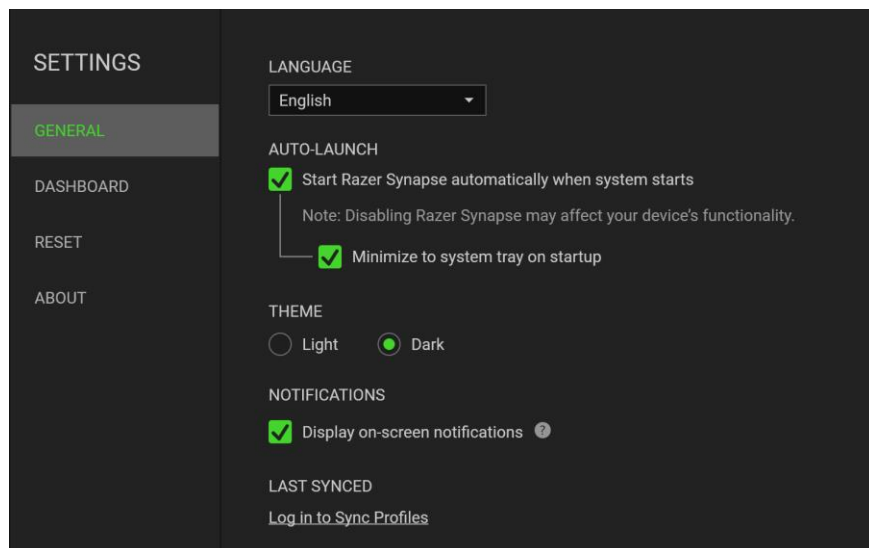 SETTINGS
GENERAL
DASHBOARD
RESET
ABOUT
LANGUAGE
English
AUTO-LAUNCH
Start Razer Synapse automatically when system starts
Note: Disabling Razer Synapse may affect your device's functionality.
Minimize to system tray on startup
THEME
Light Dark
NOTIFICATIONS
Display on-screen notifications ?
LAST SYNCED
Log in to Sync Profiles